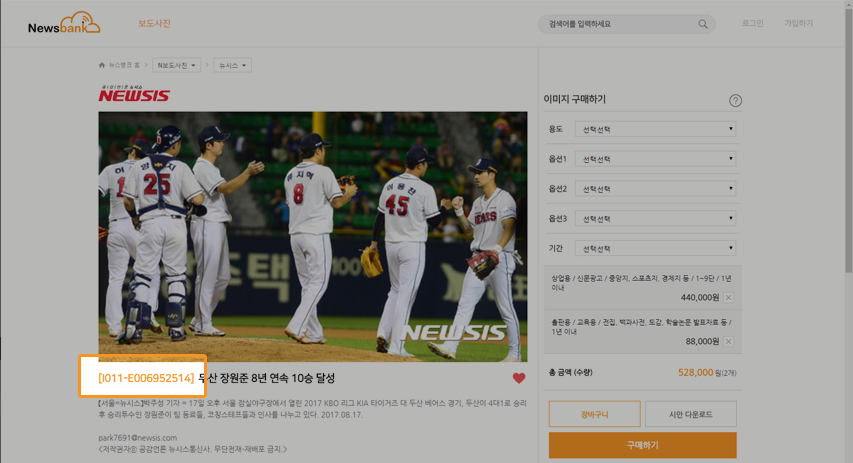 Newsbank
보도사진
검색어를 입력하세요
로그인
가입하기
뉴스뱅크 홈
N보도사진
뉴시스
NEWSIS
이미지 구매하기
?
용도
선택선택
옵션1
선택선택
옵션2
선택선택
옵션3
선택선택
기간
선택선택
25
8
유지혁
이용찬
45
BEARS
주택
NEWSIS
상업용 / 신문광고 / 중앙지, 스포츠지, 경제지 등 / 1~9단 / 1년 이내
440,000원
출판용 / 교육용 / 전집, 백과사전, 도감, 학술논문 발표자료 등 / 1년 이내
88,000원
총 금액 (수량)
528,000 원(2개)
장바구니
시안 다운로드
구매하기
[I011-E006952514] 두산 장원준 8년 연속 10승 달성
【서울=뉴시스】박주성 기자 = 17일 오후 서울 잠실야구장에서 열린 2017 KBO 리그 KIA 타이거즈 대 두산 베어스 경기, 두산이 4대1로 승리
후 승리투수인 장원준이 팀 동료들, 코칭스테프들과 인사를 나누고 있다. 2017.08.17.
park7691@newsis.com
<저작권자ⓒ 공감언론 뉴시스통신사. 무단전재-재배포 금지.>